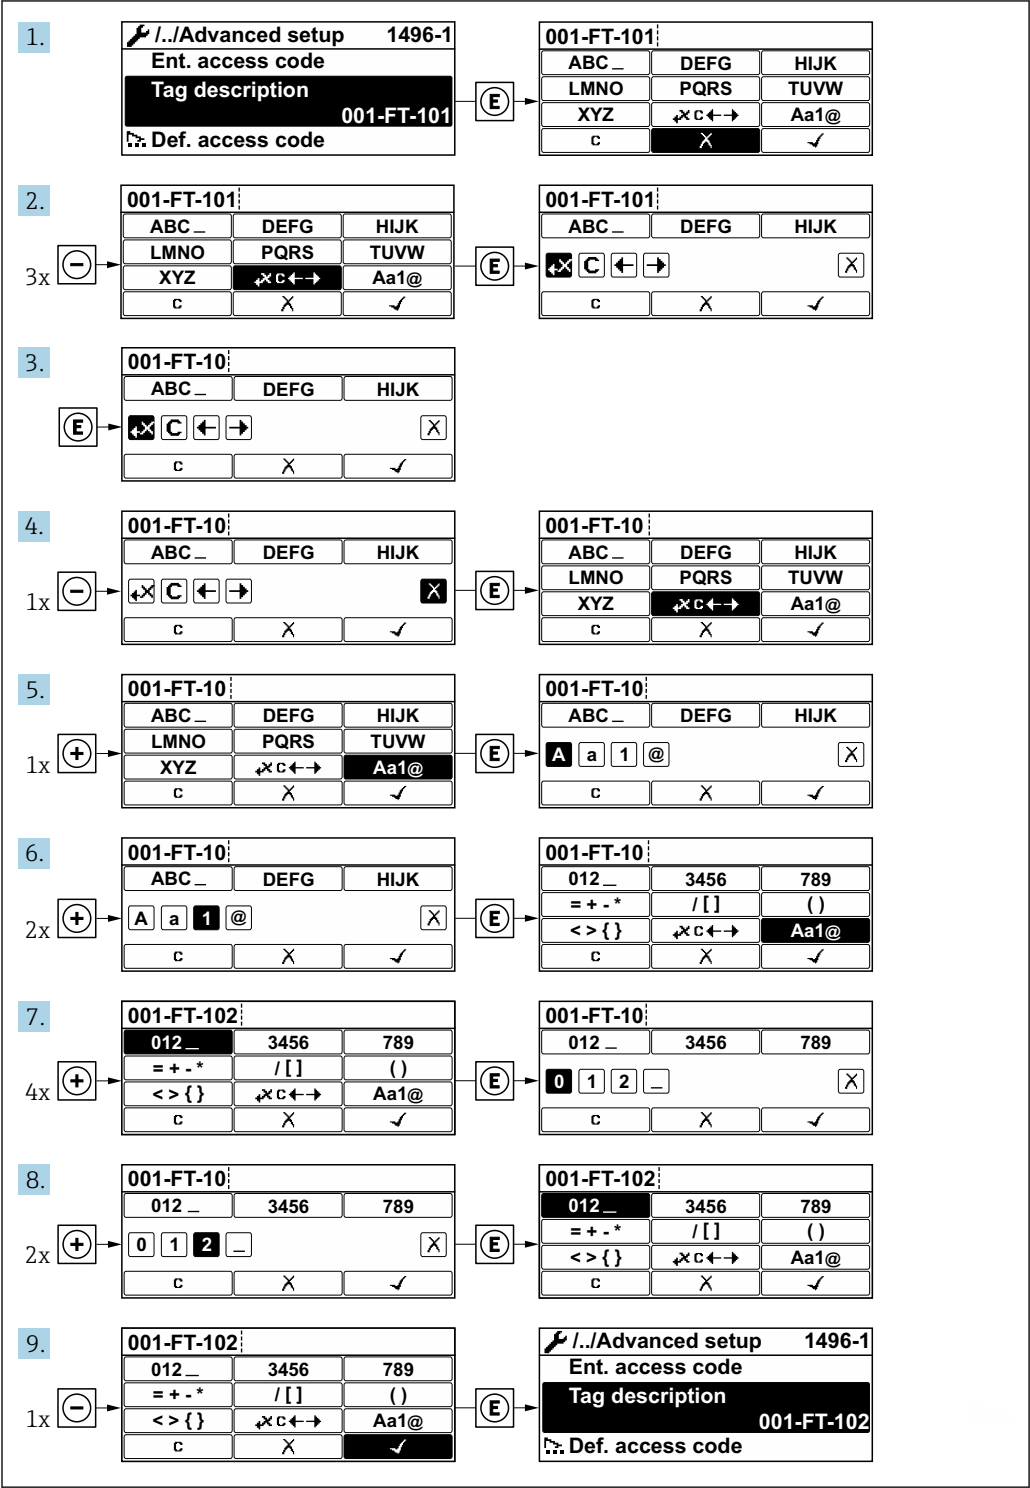 1.
/../Advanced setup 1496-1
Ent. access code
Tag description
001-FT-101
Def. access code
E
001-FT-101
ABC_ DEFG HIJK
LMNO PQRS TUVW
XYZ C Aa1@
C X ✓
2.
3x
001-FT-101
ABC_ DEFG HIJK
LMNO PQRS TUVW
XYZ C Aa1@
C X ✓
E
001-FT-101
ABC_ DEFG HIJK
C X
C X ✓
3.
E
001-FT-10
ABC_ DEFG HIJK
C X
C X ✓
4.
1x
001-FT-10
ABC_ DEFG HIJK
C X
C X ✓
E
001-FT-10
ABC_ DEFG HIJK
LMNO PQRS TUVW
XYZ C Aa1@
C X ✓
5.
1x +
001-FT-10
ABC_ DEFG HIJK
LMNO PQRS TUVW
XYZ C Aa1@
C X ✓
E
001-FT-10
ABC_ DEFG HIJK
A a 1 @ X
C X ✓
6.
2x +
001-FT-10
ABC_ DEFG HIJK
A a 1 @ X
C X ✓
E
001-FT-10
012_ 3456 789
= + - * / [ ] ( )
< > { } C Aa1@
C X ✓
7.
4x +
001-FT-102
012_ 3456 789
= + - * / [ ] ( )
< > { } C Aa1@
C X ✓
E
001-FT-10
012_ 3456 789
0 1 2 _ X
C X ✓
8.
2x +
001-FT-10
012_ 3456 789
0 1 2 _ X
C X ✓
E
001-FT-102
012_ 3456 789
= + - * / [ ] ( )
< > { } C Aa1@
C X ✓
9.
1x
001-FT-102
012_ 3456 789
= + - * / [ ] ( )
< > { } C Aa1@
C X ✓
E
/../Advanced setup 1496-1
Ent. access code
Tag description
001-FT-102
Def. access code